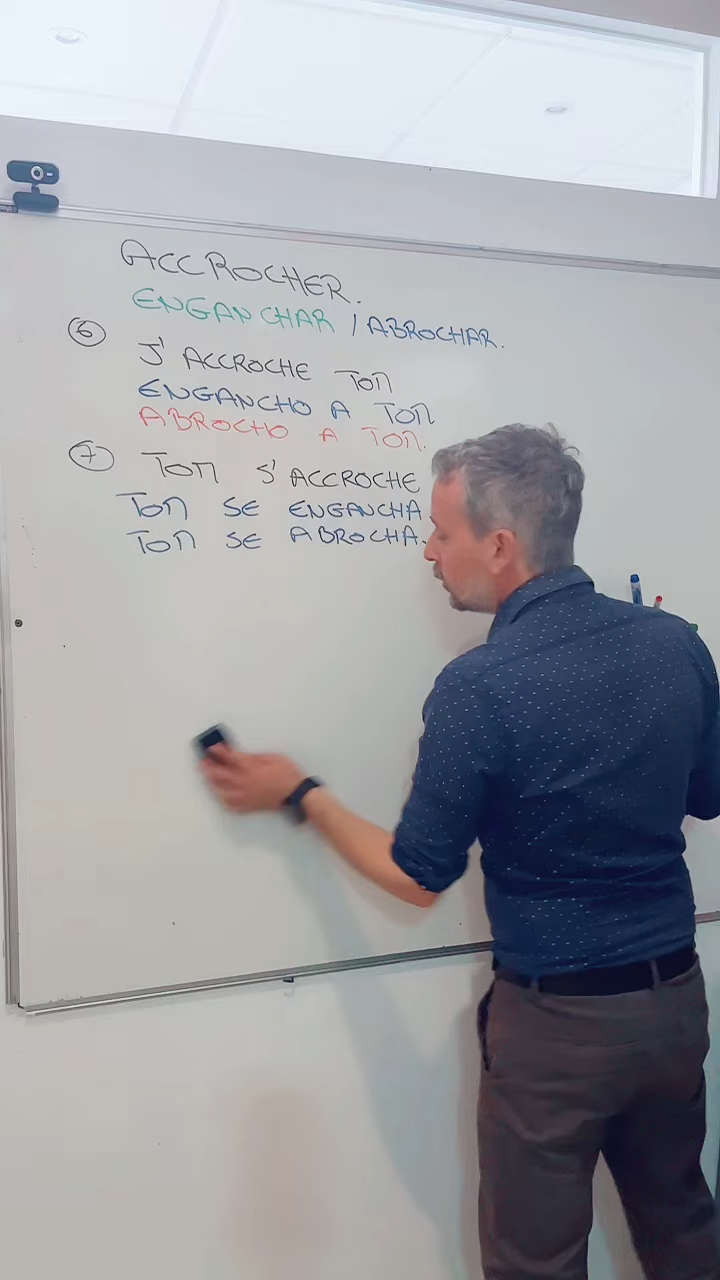 ACCROCHER.
ENGANCHAR / ABROCHAR.
6 J'ACCROCHE TOM
ENGANCHO A TOM
ABROCHO A TOM.
7 TOM S'ACCROCHE
TOM SE ENGANCHA
TOM SE ABROCHA.